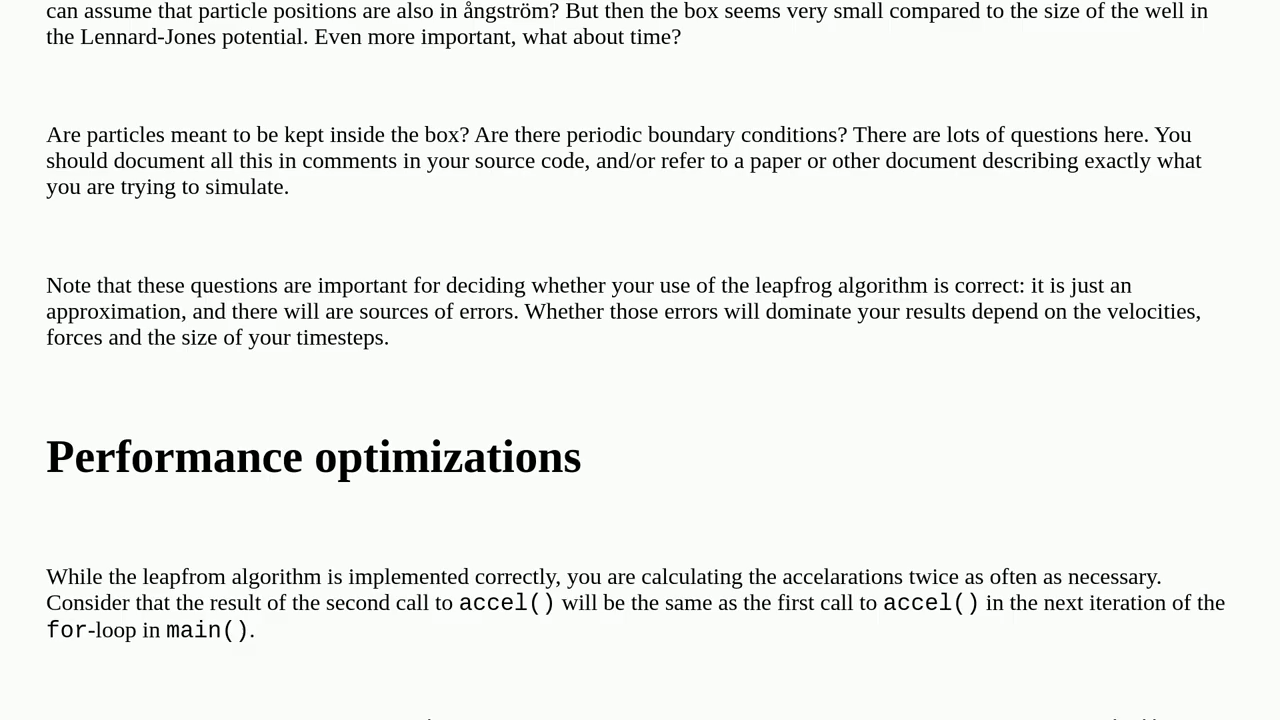 can assume that particle positions are also in ångström? But then the box seems very small compared to the size of the well in
the Lennard-Jones potential. Even more important, what about time?
Are particles meant to be kept inside the box? Are there periodic boundary conditions? There are lots of questions here. You
should document all this in comments in your source code, and/or refer to a paper or other document describing exactly what
you are trying to simulate.
Note that these questions are important for deciding whether your use of the leapfrog algorithm is correct: it is just an
approximation, and there will are sources of errors. Whether those errors will dominate your results depend on the velocities,
forces and the size of your timesteps.
Performance optimizations
While the leapfrom algorithm is implemented correctly, you are calculating the accelarations twice as often as necessary.
Consider that the result of the second call to accel() will be the same as the first call to accel() in the next iteration of the
for-loop in main().